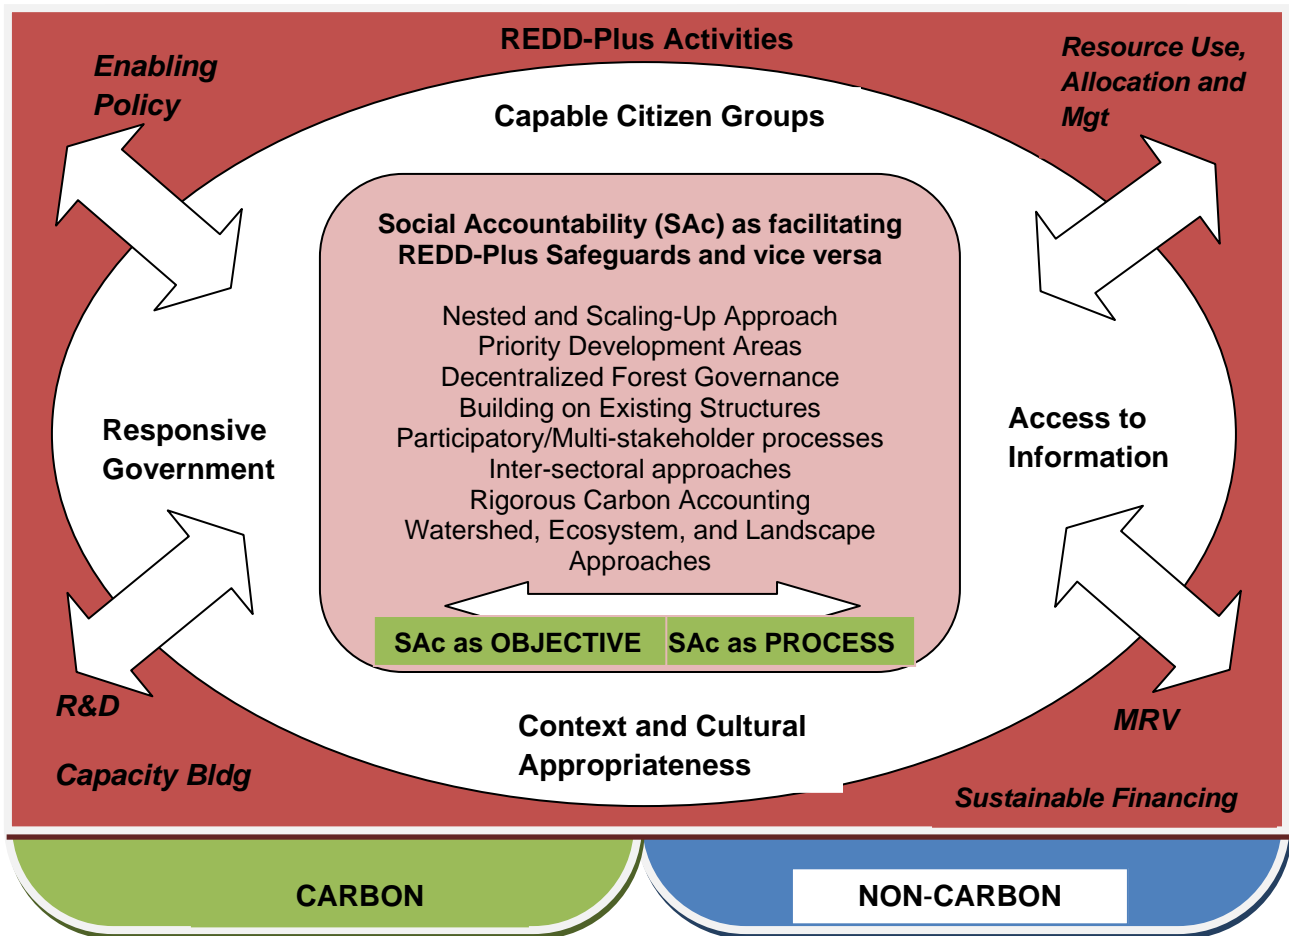 REDD-Plus Activities
Enabling
Policy
Resource Use,
Allocation and
Mgt
Capable Citizen Groups
Social Accountability (SAc) as facilitating
REDD-Plus Safeguards and vice versa
Nested and Scaling-Up Approach
Priority Development Areas
Decentralized Forest Governance
Building on Existing Structures
Participatory/Multi-stakeholder processes
Inter-sectoral approaches
Rigorous Carbon Accounting
Watershed, Ecosystem, and Landscape
Approaches
Responsive
Government
Access to
Information
SAc as OBJECTIVE
SAc as PROCESS
Context and Cultural
Appropriateness
R&D
Capacity Bldg
MRV
Sustainable Financing
CARBON
NON-CARBON